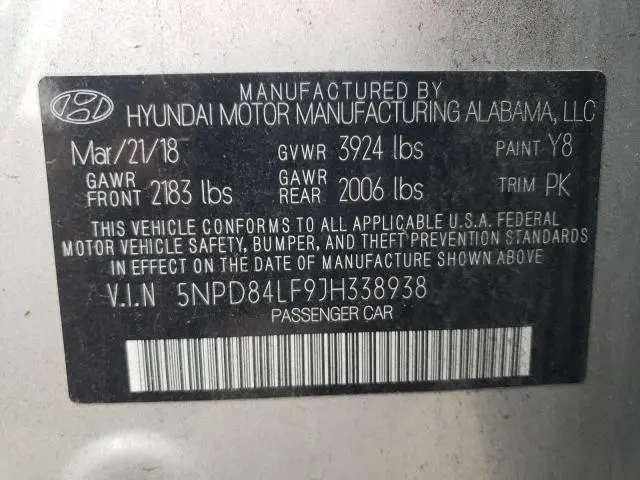 MANUFACTURED BY
HYUNDAI MOTOR MANUFACTURING ALABAMA, LLC
Mar/21/18 GVWR 3924 lbs PAINT Y8
GAWR FRONT 2183 lbs GAWR REAR 2006 lbs TRIM PK
THIS VEHICLE CONFORMS TO ALL APPLICABLE U.S.A. FEDERAL
MOTOR VEHICLE SAFETY, BUMPER, AND THEFT PREVENTION STANDARDS
IN EFFECT ON THE DATE OF MANUFACTURE SHOWN ABOVE.
V.I.N 5NPD84LF9JH338938
PASSENGER CAR